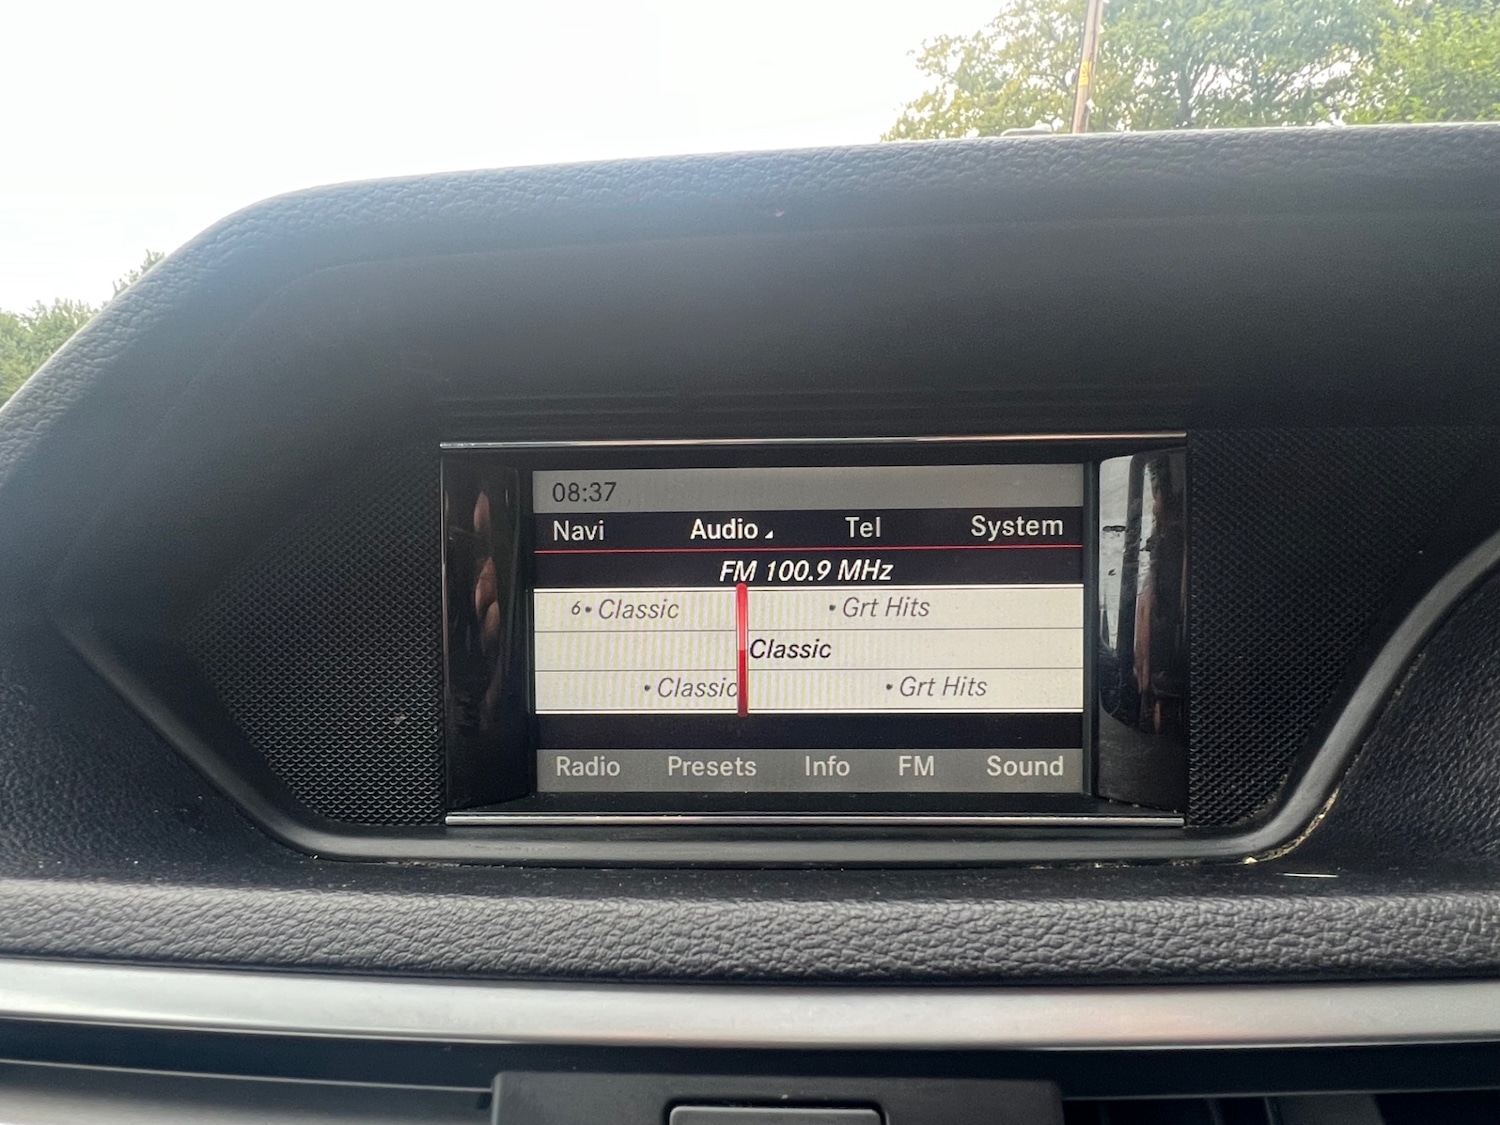 08:37
Navi Audio Tel System
FM 100.9 MHz
6• Classic • Grt Hits
Classic
• Classic • Grt Hits
Radio Presets Info FM Sound